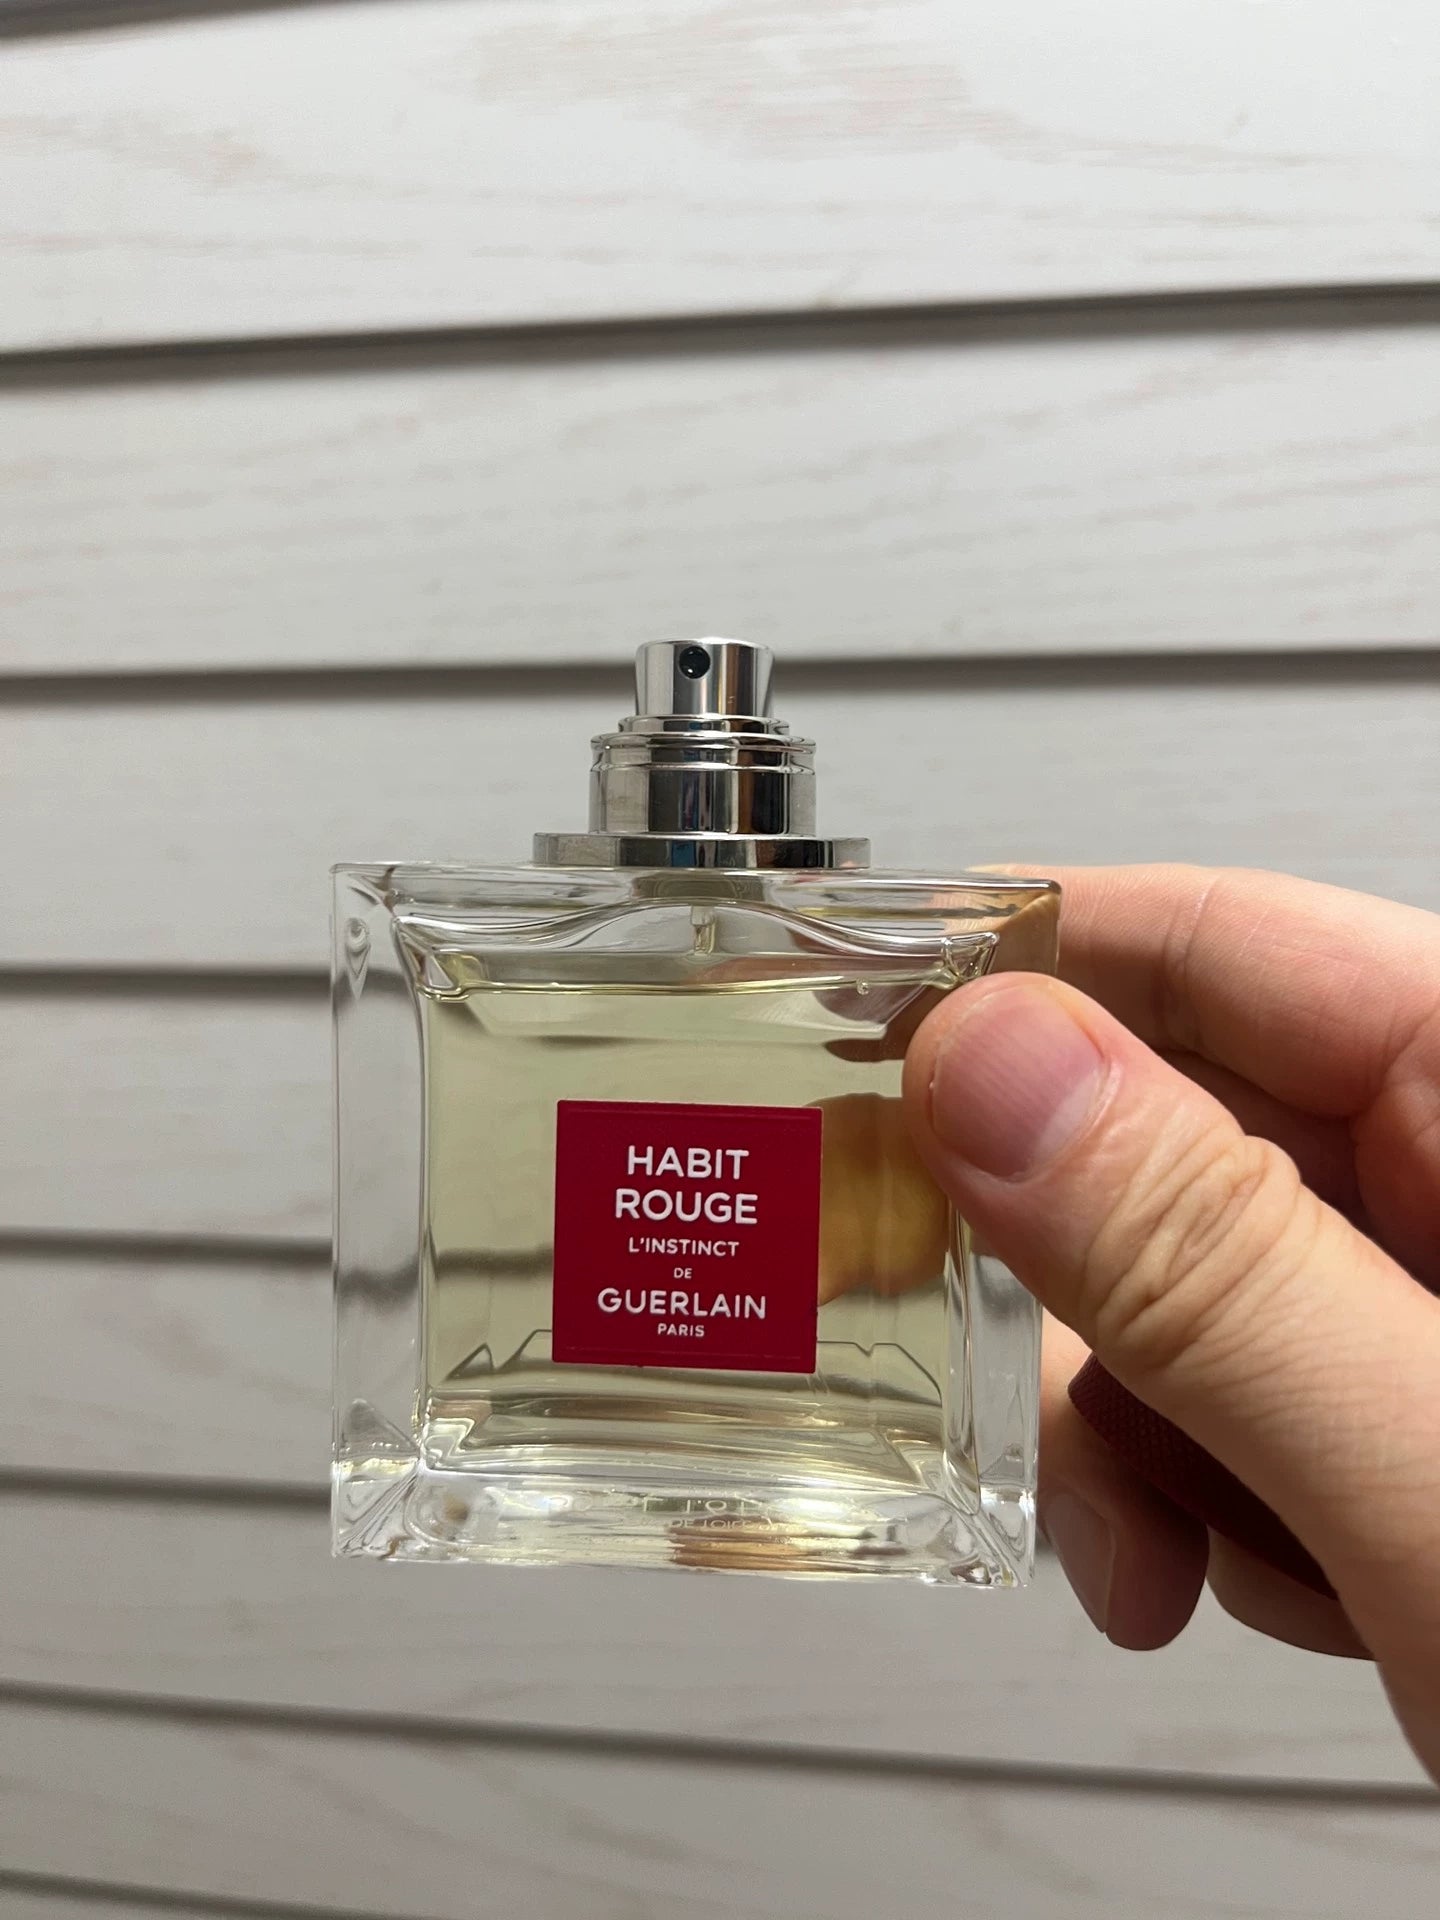 HABIT
ROUGE
L'INSTINCT
DE
GUERLAIN
PARIS